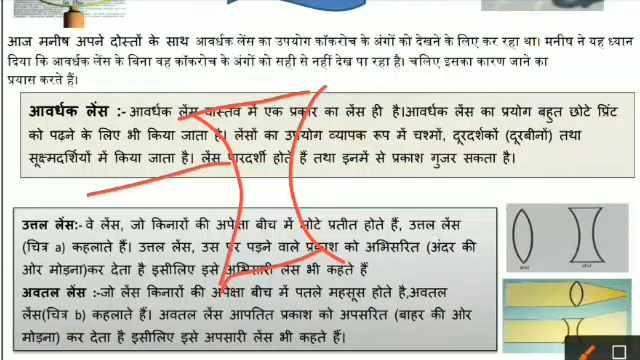 आज मनीष अपने दोस्तों के साथ आवर्धक लेंस का उपयोग कॉकरोच के अंगों को देखने के लिए कर रहा था। मनीष ने यह ध्यान
दिया कि आवर्धक लेंस के बिना वह कॉकरोच के अंगों को सही से नहीं देख पा रहा है। चलिए इसका कारण जाने का
प्रयास करते हैं।
आवर्धक लेंस :- आवर्धक लेंस वास्तव में एक प्रकार का लेंस ही है।आवर्धक लेंस का प्रयोग बहुत छोटे प्रिंट
को पढ़ने के लिए भी किया जाता है। लेंसों का उपयोग व्यापक रूप में चश्मों, दूरदर्शकों (दूरबीनों) तथा
सूक्ष्मदर्शियों में किया जाता है। लेंस पारदर्शी होते हैं तथा इनमें से प्रकाश गुजर सकता है।
उत्तल लेंस:- वे लेंस, जो किनारों की अपेक्षा बीच में मोटे प्रतीत होते हैं, उत्तल लेंस
(चित्र a) कहलाते हैं। उत्तल लेंस, उस पर पड़ने वाले प्रकाश को अभिसरित (अंदर की
ओर मोड़ना)कर देता है इसीलिए इसे अभिसारी लेंस भी कहते हैं
अवतल लेंस :-जो लेंस किनारों की अपेक्षा बीच में पतले महसूस होते है,अवतल
लेंस(चित्र b) कहलाते हैं। अवतल लेंस आपतित प्रकाश को अपसरित (बाहर की ओर
मोड़ना) कर देता है इसीलिए इसे अपसारी लेंस भी कहते हैं।